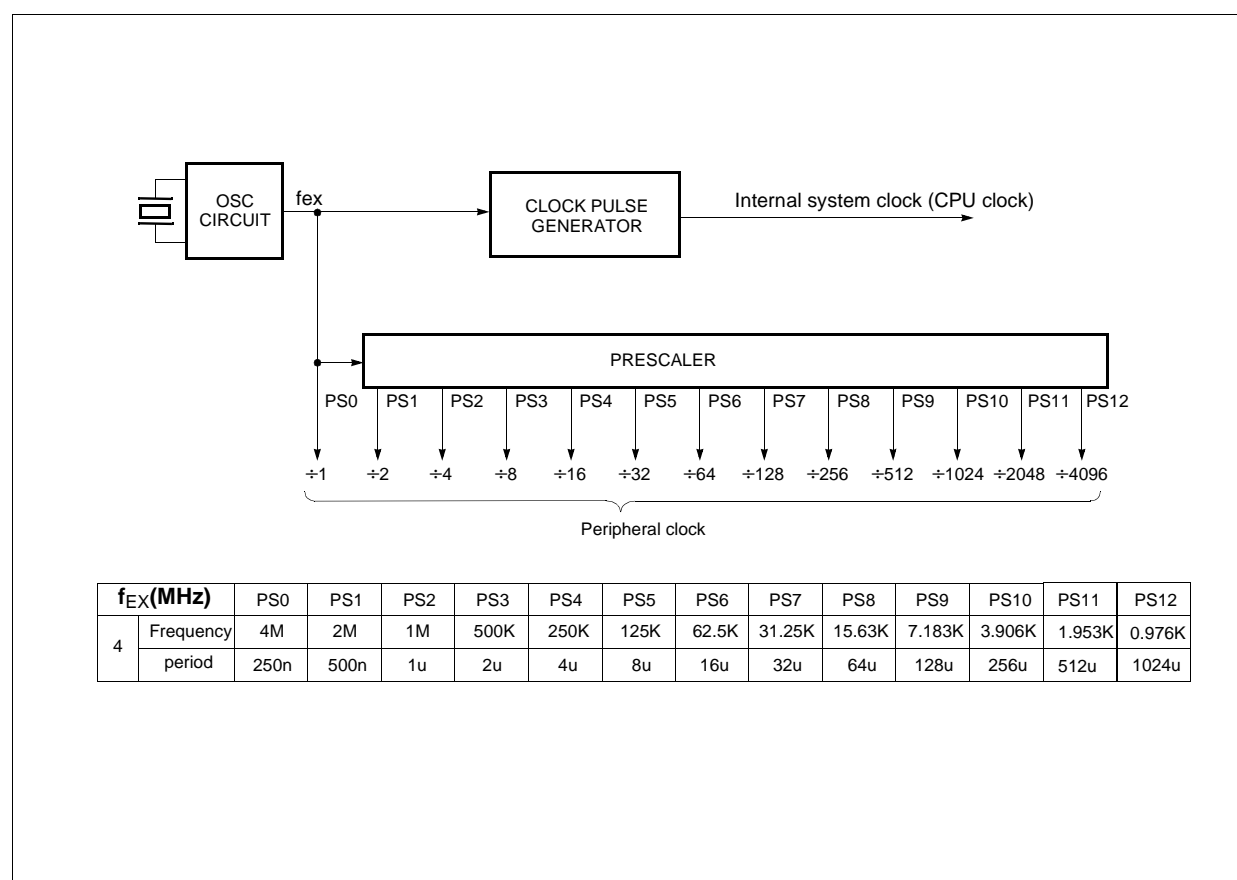 OSC
CIRCUIT
fex
CLOCK PULSE
GENERATOR
Internal system clock (CPU clock)
PRESCALER
PS0 PS1 PS2 PS3 PS4 PS5 PS6 PS7 PS8 PS9 PS10 PS11 PS12
÷1 ÷2 ÷4 ÷8 ÷16 ÷32 ÷64 ÷128 ÷256 ÷512 ÷1024 ÷2048 ÷4096
Peripheral clock
fEX(MHz) PS0 PS1 PS2 PS3 PS4 PS5 PS6 PS7 PS8 PS9 PS10 PS11 PS12
4 Frequency 4M 2M 1M 500K 250K 125K 62.5K 31.25K 15.63K 7.183K 3.906K 1.953K 0.976K
period 250n 500n 1u 2u 4u 8u 16u 32u 64u 128u 256u 512u 1024u